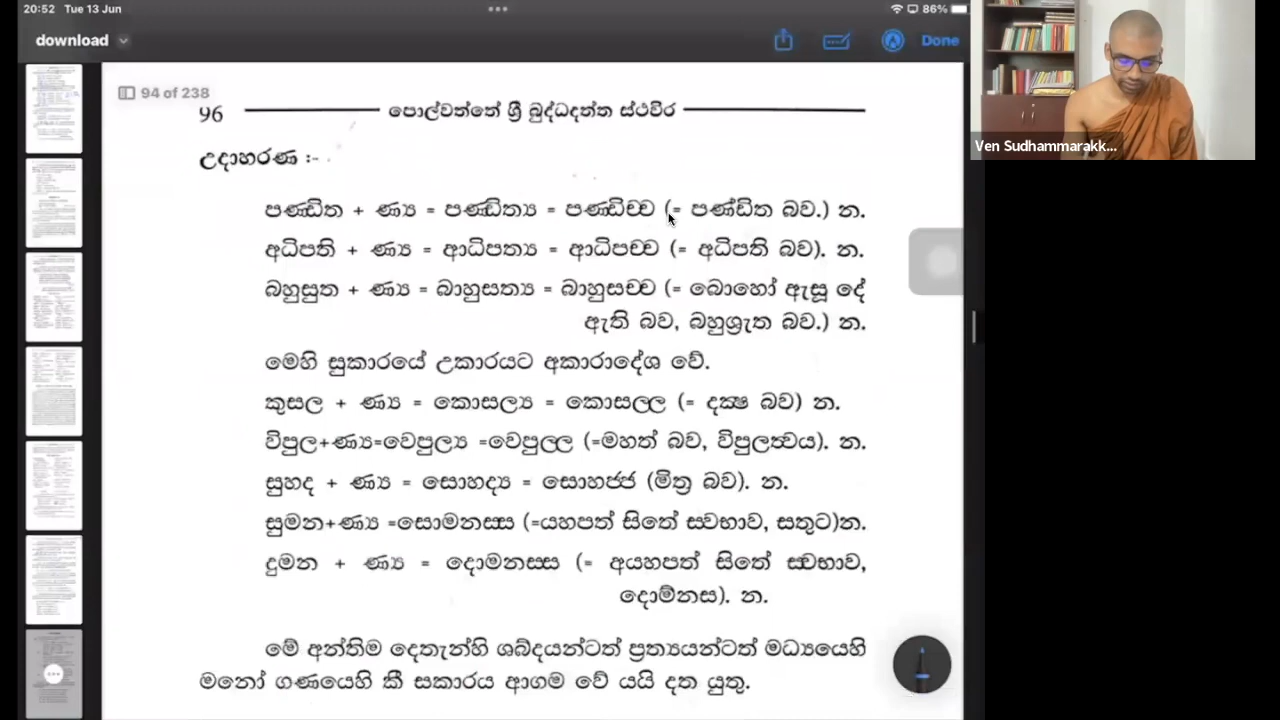 20:52 Tue 13 Jun
86%
download
Done
94 of 238
96 පොල්වත්තේ ශ්‍රී බුද්ධදත්ත ස්ථවිර
උදාහරණ :-
පණ්ඩිත + ණ්‍ය = පණ්ඩිත්‍ය = පණ්ඩිච්ච (= පණ්ඩිත බව.) න.
අධිපති + ණ්‍ය = ආධිපත්‍ය = ආධිපච්ච (= අධිපති බව). න.
බහුසුත + ණ්‍ය = බාහුසත්‍ය = බාහුසච්ච (= බොහෝ ඇසූ දේ
ඇති බව, බහුශ්‍රැත බව.) න.
මෙහි සුකාරයේ උකාරයට අකාරාදේශ වේ.
කුසල + ණ්‍ය = කොසල්‍ය = කොසල්ල (= දක්‍ෂ බව) න.
විපුල+ණ්‍ය=වෙපුල්‍ය =වෙපුල්ල (=මහත් බව, විපුලත්‍වය). න.
සුහද + ණ්‍ය = සොහද්‍ය = සොහජ්ජ (මිත්‍ර බව). න.
සුමන+ණ්‍ය =සොමනස්ස (=යහපත් සිතේ ස්වභාව, සතුට)න.
දුමන + ණ්‍ය = දොමනස්ස (= අයහපත් සිතේ ස්වභාව,
දොම්නස). න.
මේ අන්තිම දෙතැන්හි ශබ්දයන්ටත් ප්‍රත්‍යයන්ටත් මධ්‍යයෙහි
මනෝ ගණයෙහි කී සකාරය ආගම වේ යයි දත යුතු.
Ven Sudhammarakk...